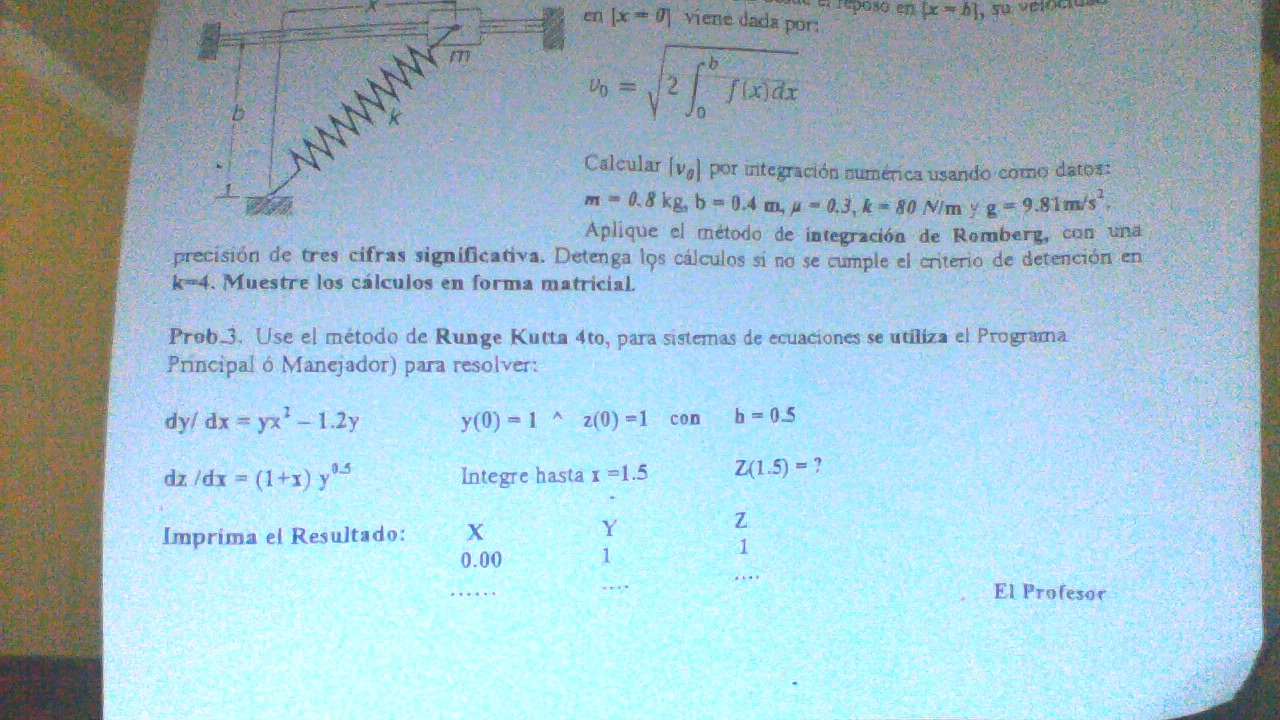 x
m
b
k
reposo en [x = b], su velocidad
en [x = 0] viene dada por:
v₀ = √(2 ∫₀ᵇ f(x)dx)
Calcular [v₀] por integración numérica usando como datos:
m = 0.8 kg, b = 0.4 m, μ = 0.3, k = 80 N/m y g = 9.81m/s².
Aplique el método de integración de Romberg, con una
precisión de tres cifras significativa. Detenga los cálculos si no se cumple el criterio de detención en
k=4. Muestre los cálculos en forma matricial.
Prob.3. Use el método de Runge Kutta 4to, para sistemas de ecuaciones se utiliza el Programa
Principal ó Manejador) para resolver:
dy/ dx = yx² – 1.2y y(0) = 1 ^ z(0) =1 con h = 0.5
dz /dx = (1+x) y⁰·⁵ Integre hasta x =1.5 Z(1.5) = ?
Imprima el Resultado: X Y Z
0.00 1 1
...... .... ....
El Profesor